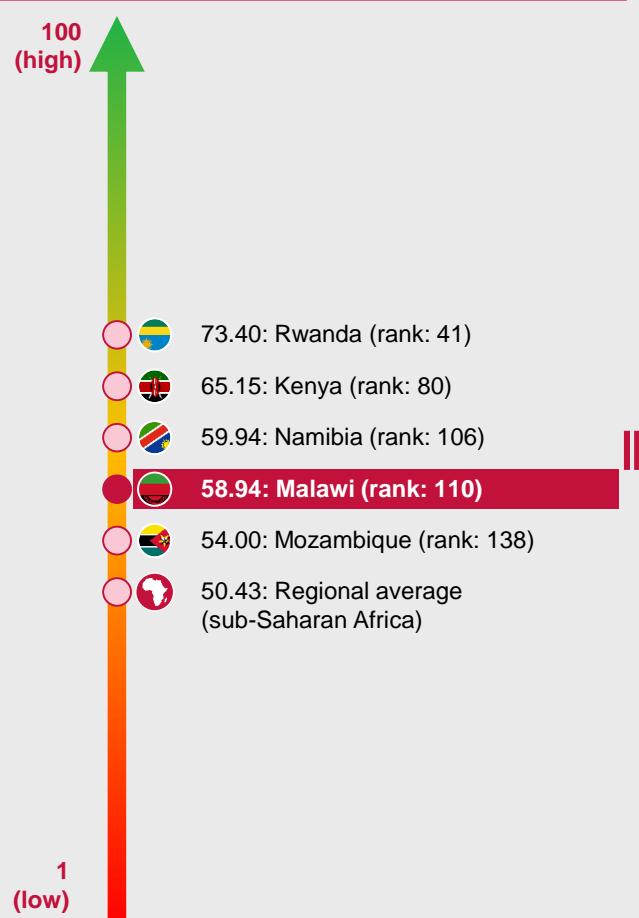 100
(high)
73.40: Rwanda (rank: 41)
65.15: Kenya (rank: 80)
59.94: Namibia (rank: 106)
58.94: Malawi (rank: 110)
54.00: Mozambique (rank: 138)
50.43: Regional average
(sub-Saharan Africa)
1
(low)